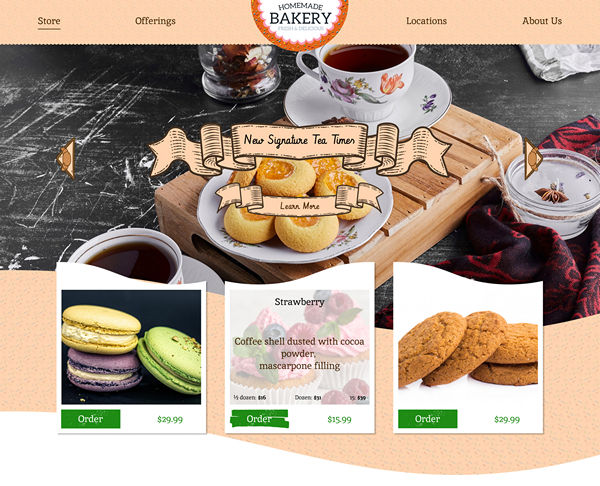 Store
Offerings
HOMEMADE
BAKERY
FRESH & DELICIOUS
Locations
About Us
New Signature Tea Times
Learn More
Strawberry
Coffee shell dusted with cocoa
powder,
mascarpone filling
½ dozen: $16
Dozen: $31
15: $39
Order
$29.99
Order
$15.99
Order
$29.99